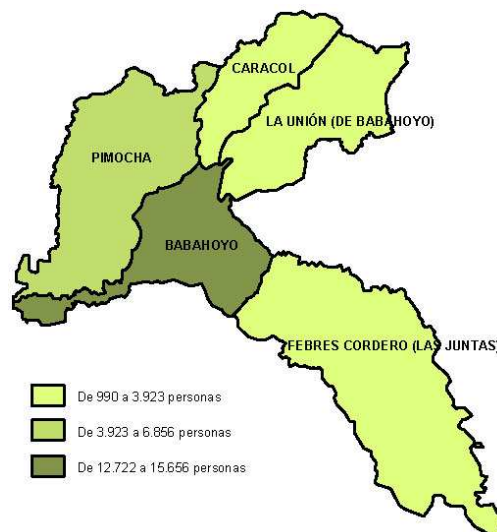 CARACOL
LA UNIÓN (DE BABAHOYO)
PIMOCHA
BABAHOYO
FEBRES CORDERO (LAS JUNTAS)
De 990 a 3.923 personas
De 3.923 a 6.856 personas
De 12.722 a 15.656 personas